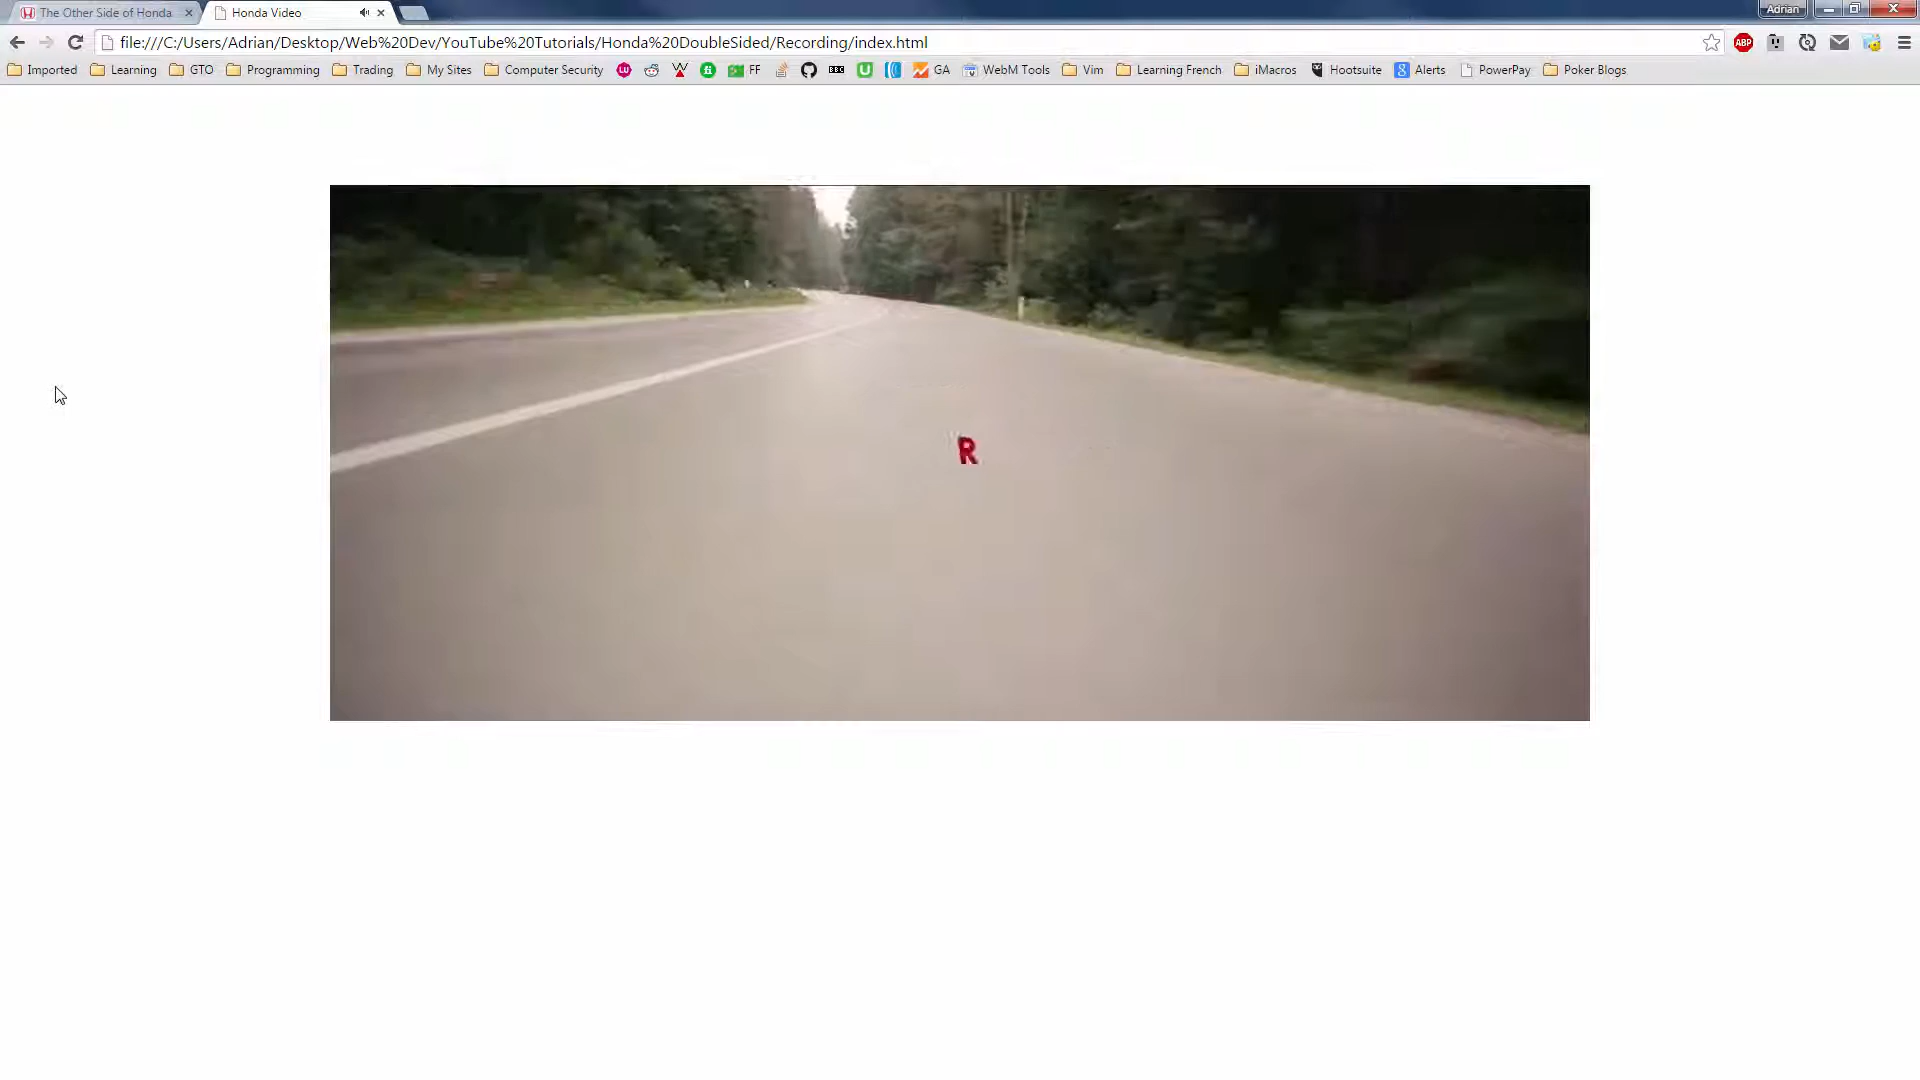 The Other Side of Honda
Honda Video
Adrian
file:///C:/Users/Adrian/Desktop/Web%20Dev/YouTube%20Tutorials/Honda%20DoubleSided/Recording/index.html
ABP
Imported Learning GTO Programming Trading My Sites Computer Security FF GA WebM Tools Vim Learning French iMacros Hootsuite Alerts PowerPay Poker Blogs
R